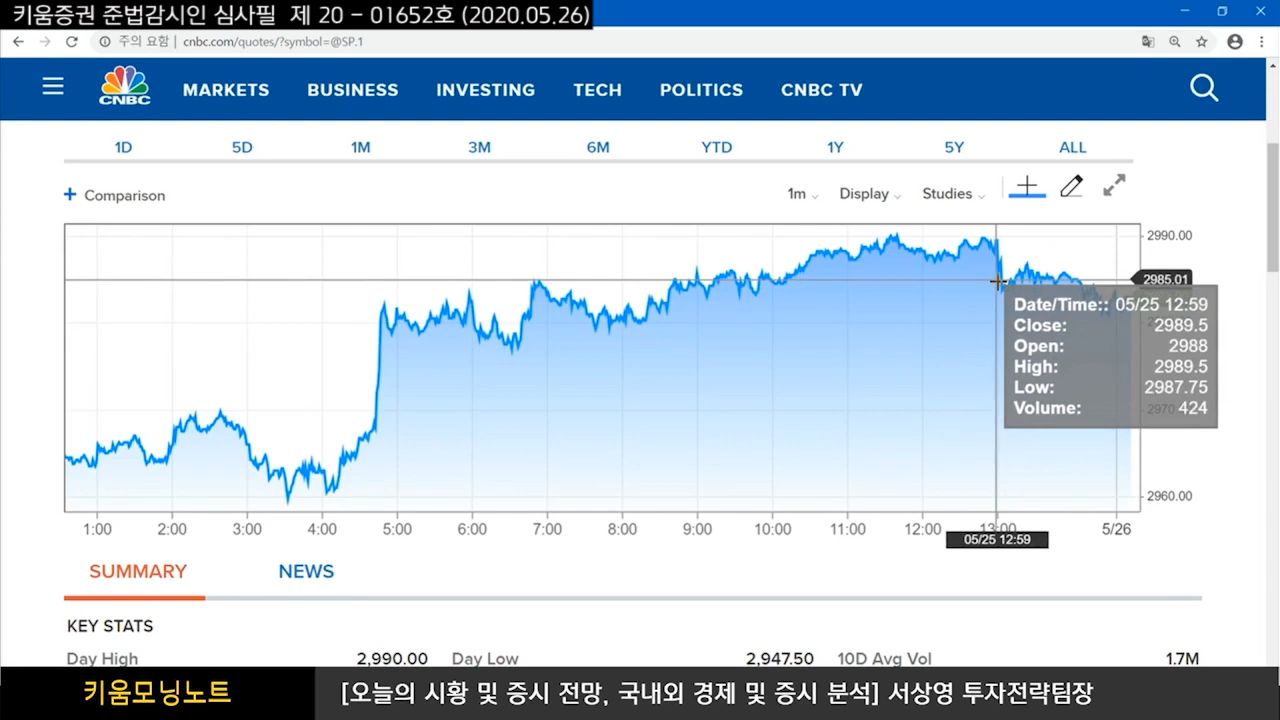 키움증권 준법감시인 심사필 제 20 - 01652호 (2020.05.26)
주의 요함 | cnbc.com/quotes/?symbol=@SP.1
CNBC
MARKETS BUSINESS INVESTING TECH POLITICS CNBC TV
1D 5D 1M 3M 6M YTD 1Y 5Y ALL
+ Comparison 1m Display Studies
2990.00
2985.01
Date/Time:: 05/25 12:59
Close: 2989.5
Open: 2988
High: 2989.5
Low: 2987.75
Volume: 424
2970
2960.00
1:00 2:00 3:00 4:00 5:00 6:00 7:00 8:00 9:00 10:00 11:00 12:00 13:00 5/26
05/25 12:59
SUMMARY NEWS
KEY STATS
Day High 2,990.00 Day Low 2,947.50 10D Avg Vol 1.7M
키움모닝노트
[오늘의 시황 및 증시 전망, 국내외 경제 및 증시 분석] 서상영 투자전략팀장